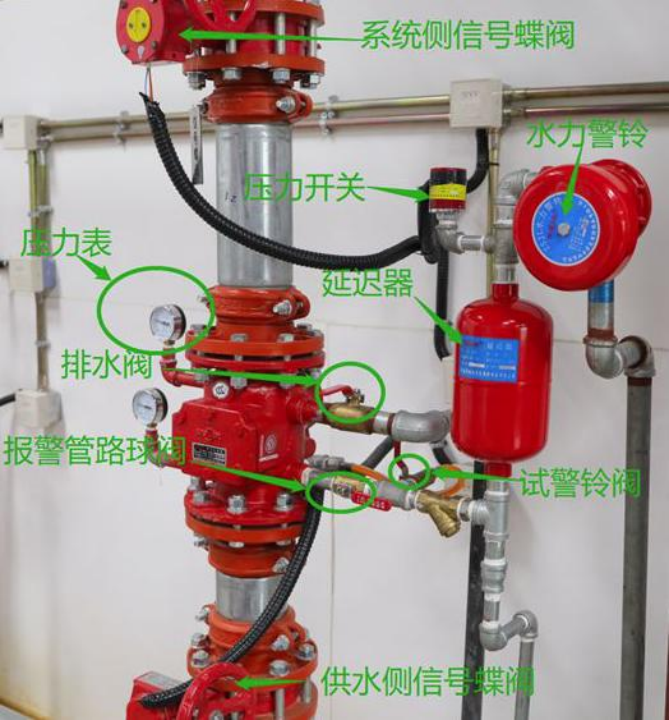 系统侧信号蝶阀
水力警铃
压力开关
压力表
延迟器
排水阀
报警管路球阀
试警铃阀
供水侧信号蝶阀